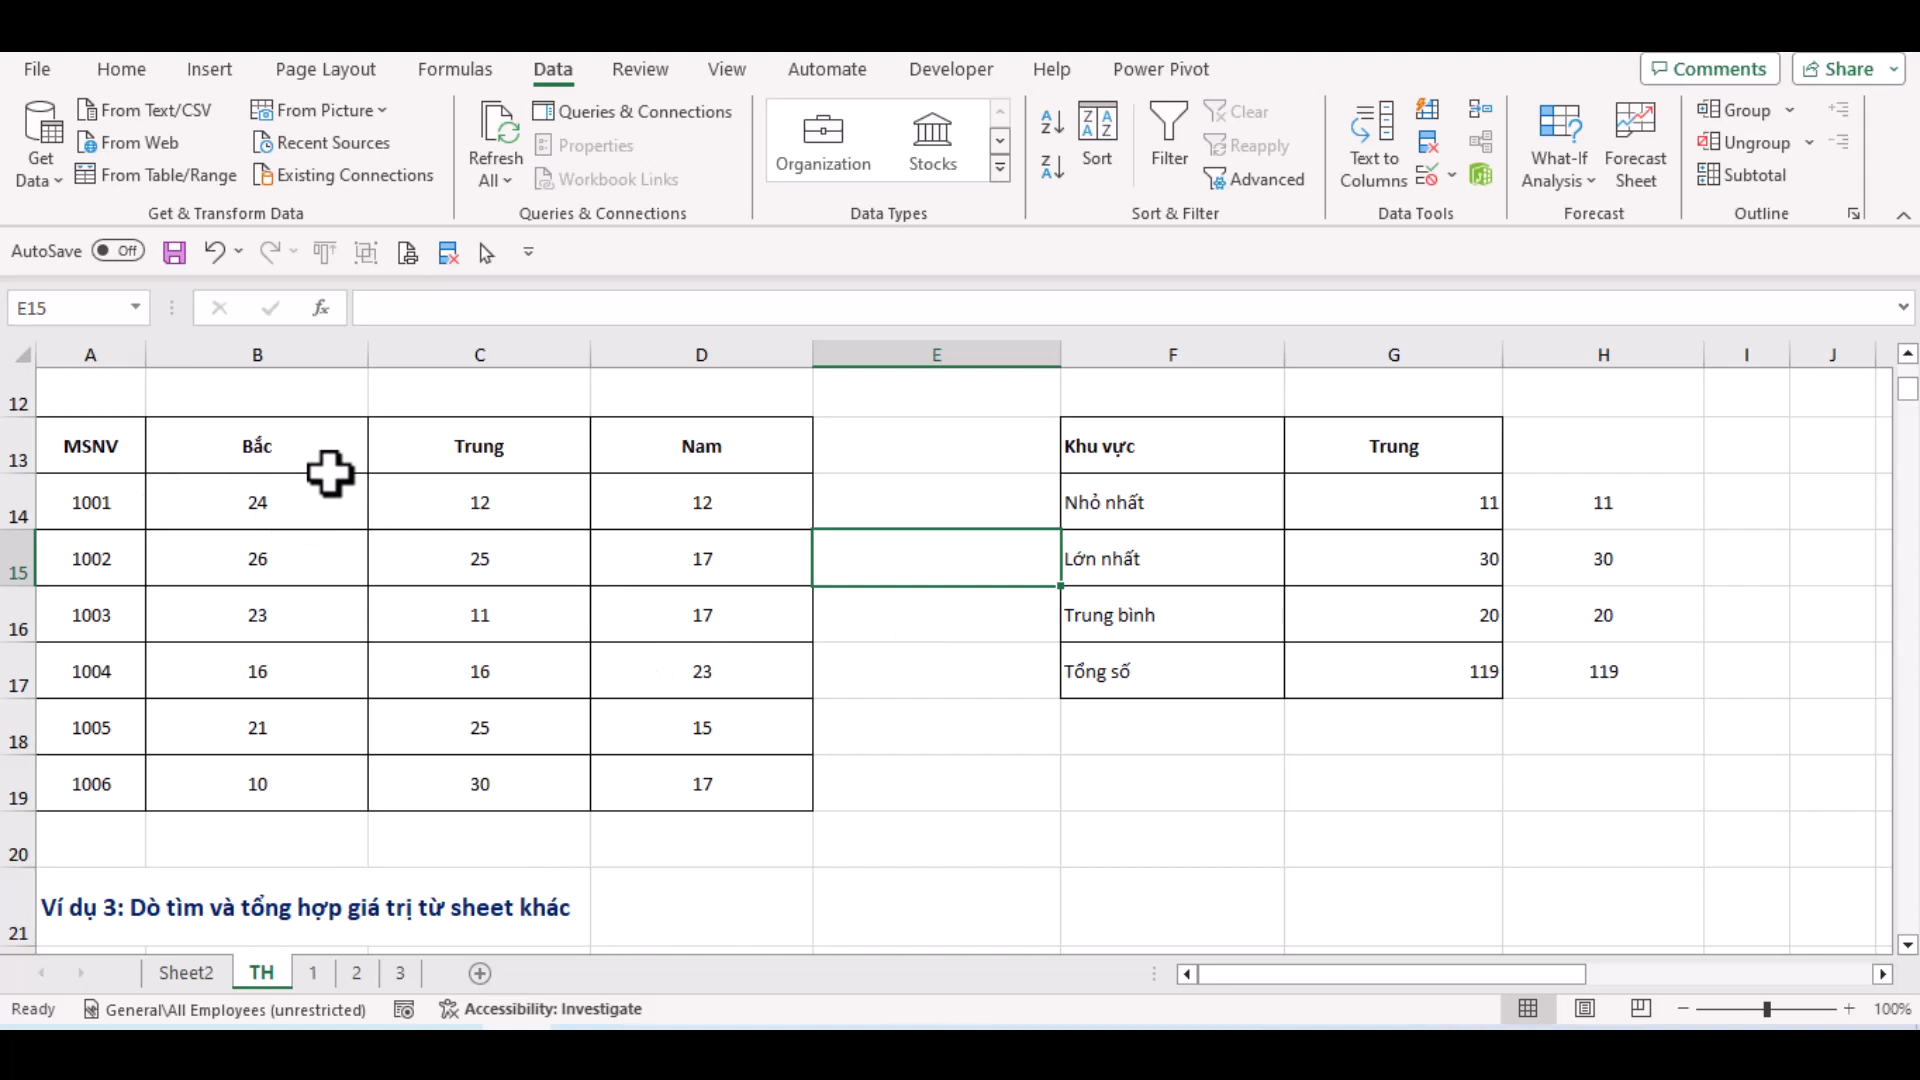 File Home Insert Page Layout Formulas Data Review View Automate Developer Help Power Pivot Comments Share
Get Data
From Text/CSV
From Web
From Table/Range
From Picture
Recent Sources
Existing Connections
Get & Transform Data
Refresh All
Queries & Connections
Properties
Workbook Links
Queries & Connections
Organization
Stocks
Data Types
Sort
Filter
Clear
Reapply
Advanced
Sort & Filter
Text to Columns
Data Tools
What-If Analysis
Forecast Sheet
Forecast
Group
Ungroup
Subtotal
Outline
AutoSave Off
E15 fx
A B C D E F G H I J
12
13 MSNV Bắc Trung Nam Khu vực Trung
14 1001 24 12 12 Nhỏ nhất 11 11
15 1002 26 25 17 Lớn nhất 30 30
16 1003 23 11 17 Trung bình 20 20
17 1004 16 16 23 Tổng số 119 119
18 1005 21 25 15
19 1006 10 30 17
20
21 Ví dụ 3: Dò tìm và tổng hợp giá trị từ sheet khác
Sheet2 TH 1 2 3
Ready General\All Employees (unrestricted) Accessibility: Investigate 100%